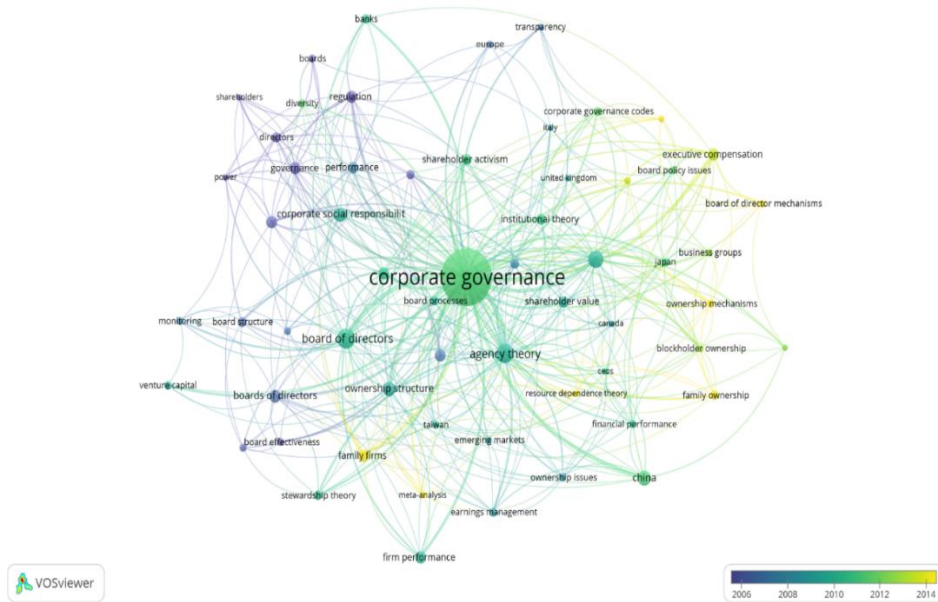 banks
transparency
europe
boards
shareholders
diversity
regulation
corporate governance codes
italy
directors
shareholder activism
executive compensation
governance
performance
board policy issues
power
united kingdom
board of director mechanisms
corporate social responsibilit
institutional theory
business groups
japan
corporate governance
board processes
shareholder value
ownership mechanisms
monitoring
board structure
canada
board of directors
blockholder ownership
agency theory
ceos
venture capital
boards of directors
ownership structure
resource dependence theory
family ownership
taiwan
financial performance
board effectiveness
emerging markets
family firms
ownership issues
china
stewardship theory
meta-analysis
earnings management
firm performance
VOSviewer
2006 2008 2010 2012 2014